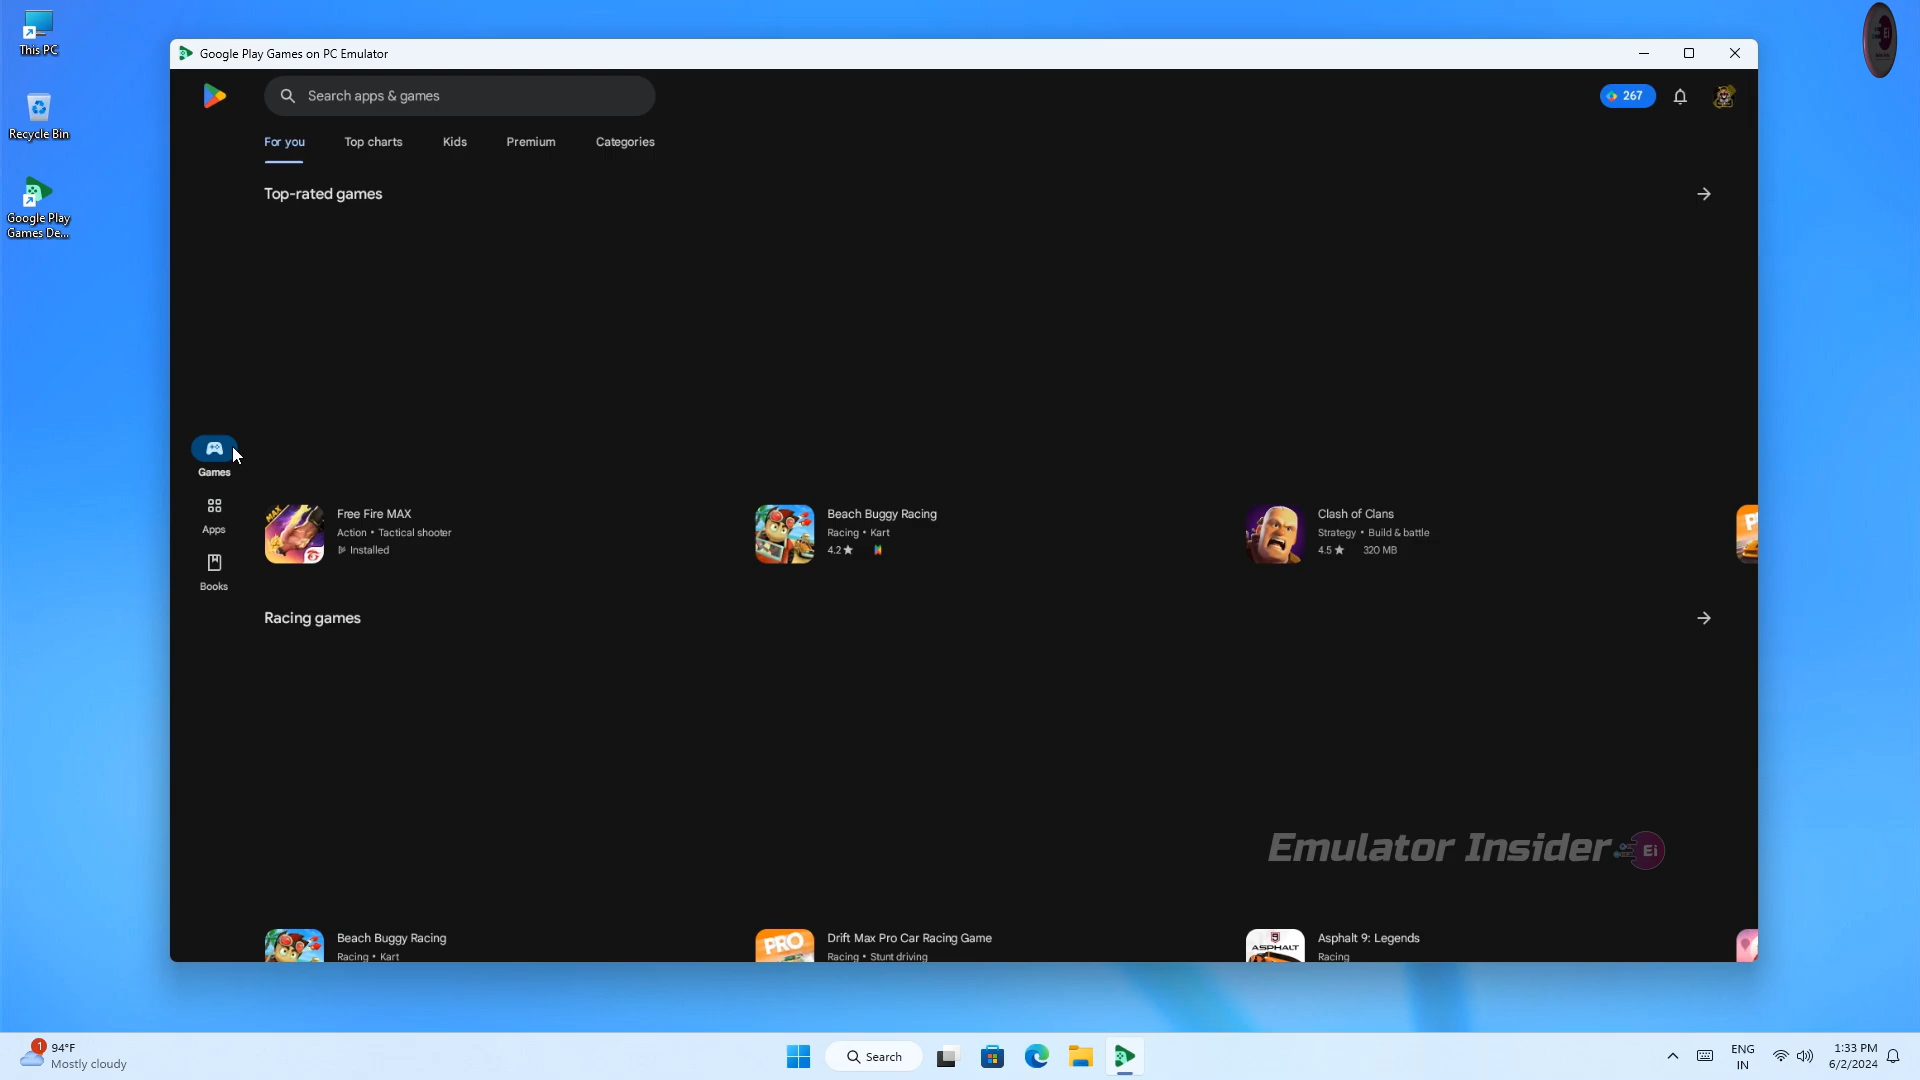 This PC
Recycle Bin
Google Play
Games De...
Google Play Games on PC Emulator
Search apps & games
267
For you
Top charts
Kids
Premium
Categories
Top-rated games
Games
Apps
Books
MAX
Free Fire MAX
Action • Tactical shooter
Installed
Beach Buggy Racing
Racing • Kart
4.2★
Clash of Clans
Strategy • Build & battle
4.5★ 320 MB
Racing games
Emulator Insider
Ei
Beach Buggy Racing
Racing • Kart
PRO
Drift Max Pro Car Racing Game
Racing • Stunt driving
ASPHALT
Asphalt 9: Legends
Racing
1
94°F
Mostly cloudy
Search
ENG
IN
1:33 PM
6/2/2024